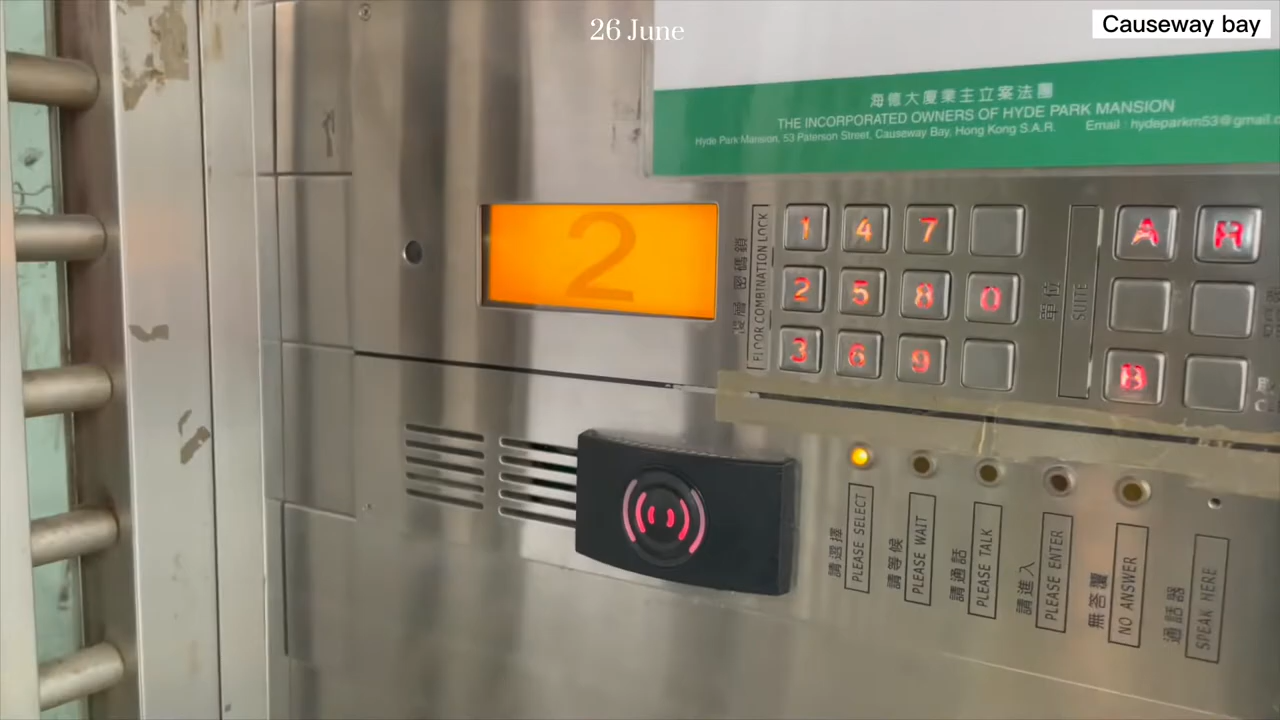 26 June
Causeway bay
海億大廈業主立案法團
THE INCORPORATED OWNERS OF HYDE PARK MANSION
Hyde Park Mansion, 53 Paterson Street, Causeway Bay, Hong Kong S.A.R. Email : hydeparkm53@gmail.c
2
密碼鎖
FLOOR COMBINATION LOCK
1 4 7
2 5 8 0
3 6 9
單位
SUITE
A R
B
請選擇
PLEASE SELECT
請等候
PLEASE WAIT
請通話
PLEASE TALK
請進入
PLEASE ENTER
無答覆
NO ANSWER
通話器
SPEAK HERE